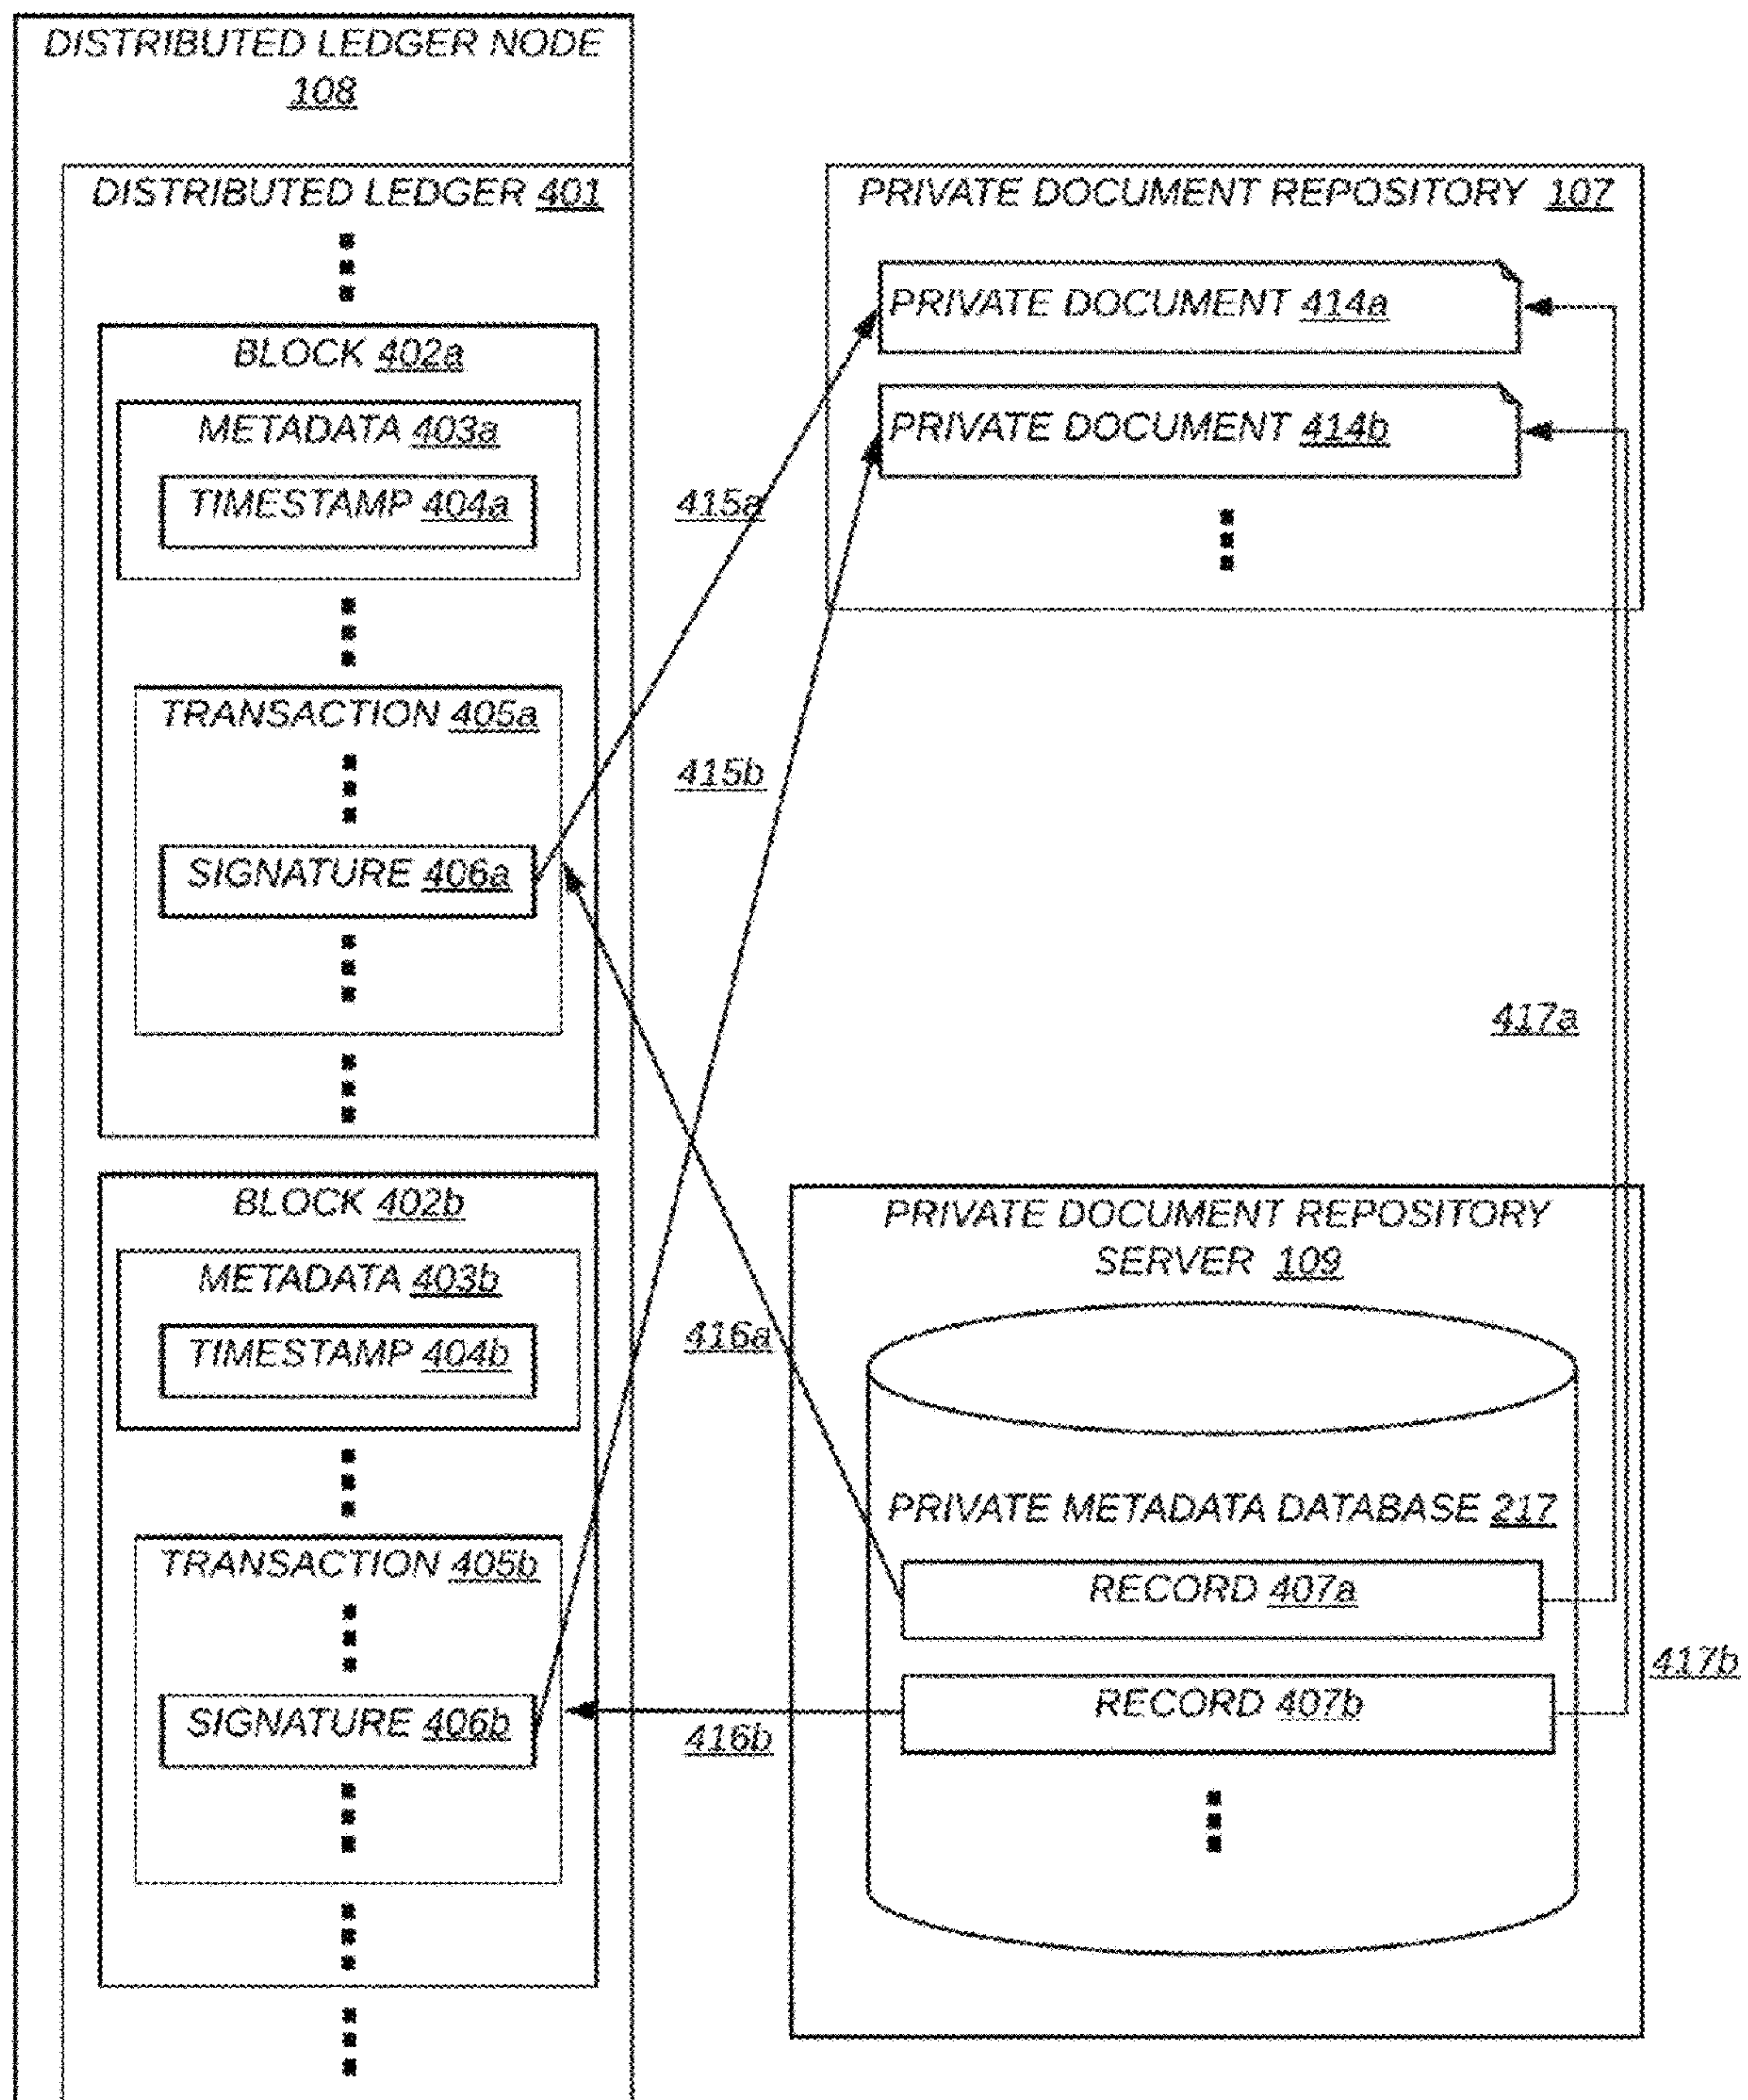 DISTRIBUTED LEDGER NODE
108
DISTRIBUTED LEDGER 401
BLOCK 402a
METADATA 403a
TIMESTAMP 404a
TRANSACTION 405a
SIGNATURE 406a
BLOCK 402b
METADATA 403b
TIMESTAMP 404b
TRANSACTION 405b
SIGNATURE 406b
415a
415b
416a
416b
PRIVATE DOCUMENT REPOSITORY 107
PRIVATE DOCUMENT 414a
PRIVATE DOCUMENT 414b
417a
PRIVATE DOCUMENT REPOSITORY
SERVER 109
PRIVATE METADATA DATABASE 217
RECORD 407a
RECORD 407b
417b